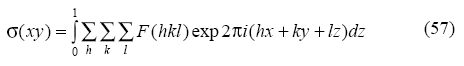 σ(xy) = ∫₀¹ ∑ₕ ∑ₖ ∑ₗ F(hkl) exp 2πi(hx + ky + lz)dz (57)